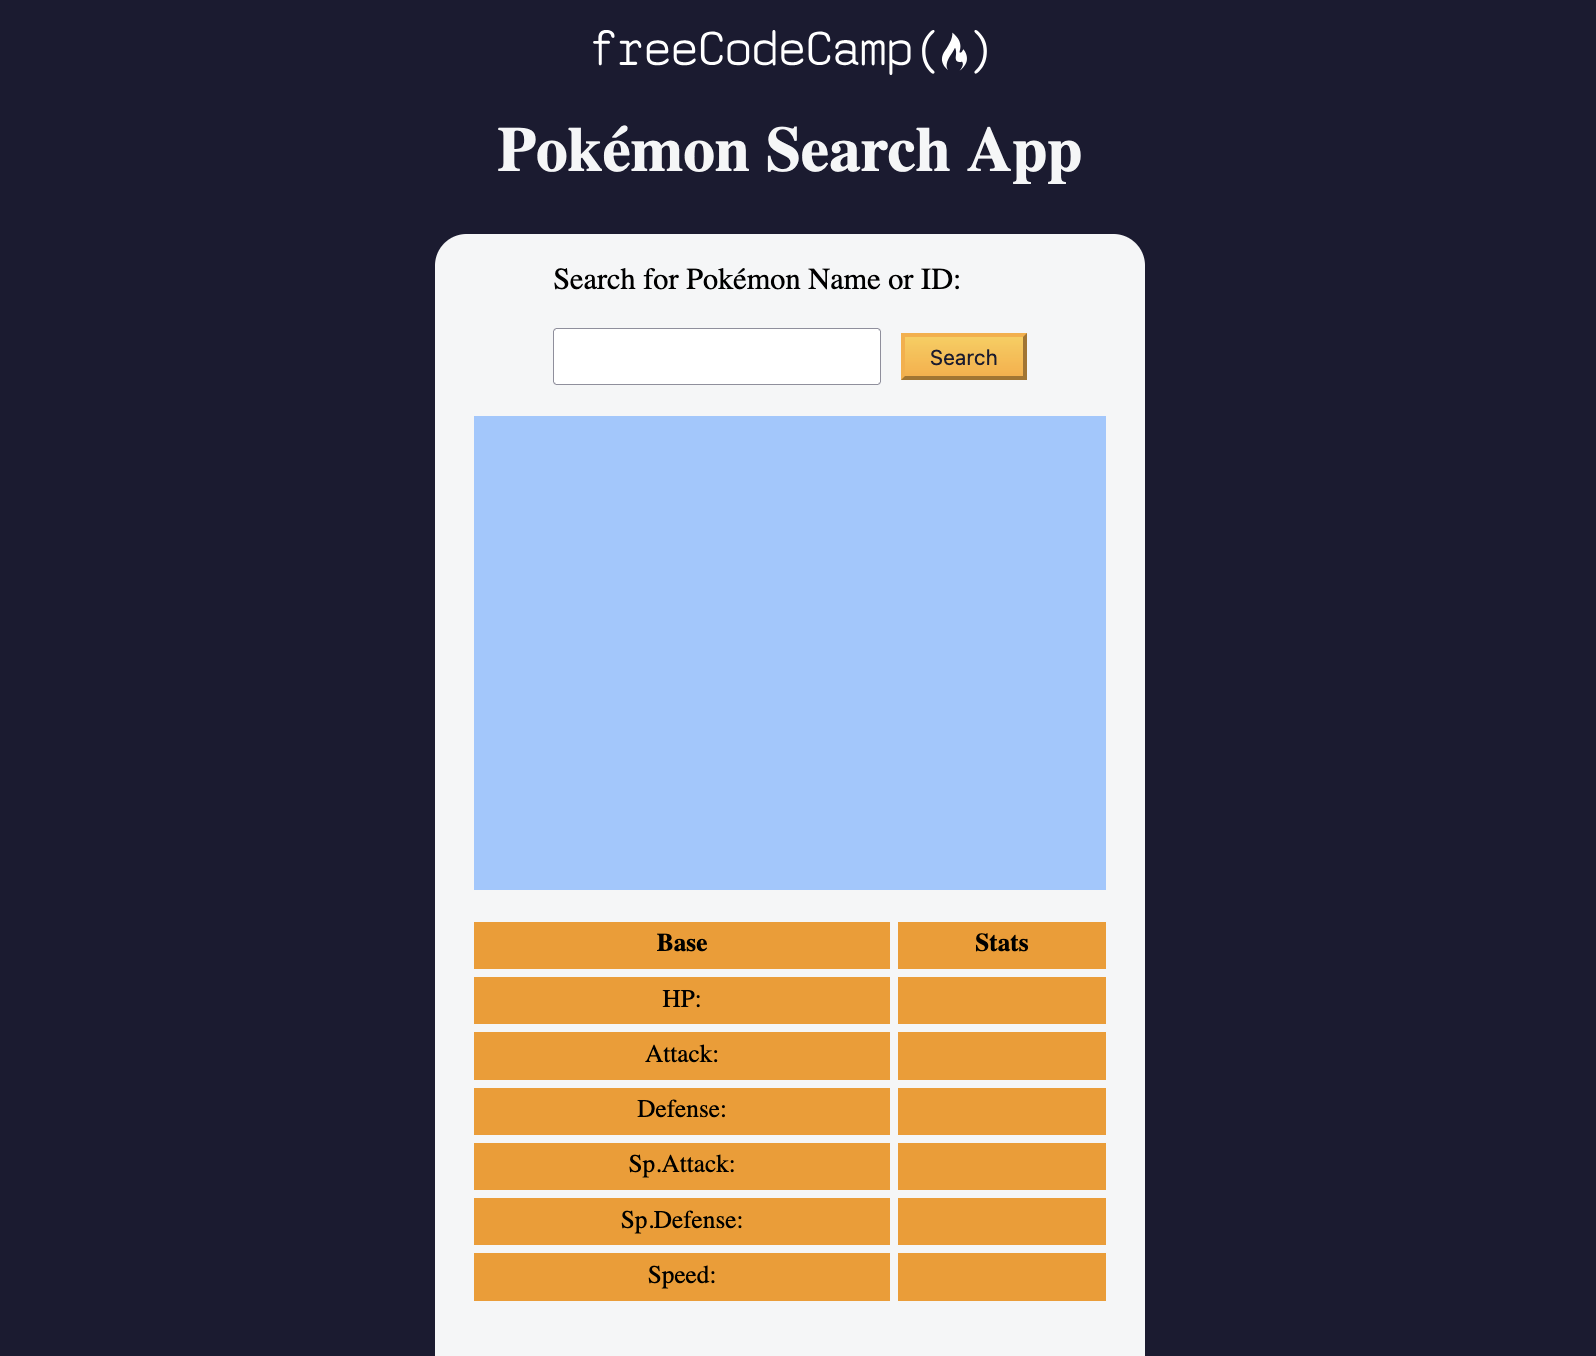 freeCodeCamp(🔥)
Pokémon Search App
Search for Pokémon Name or ID:
Search
Base Stats
HP:
Attack:
Defense:
Sp.Attack:
Sp.Defense:
Speed: